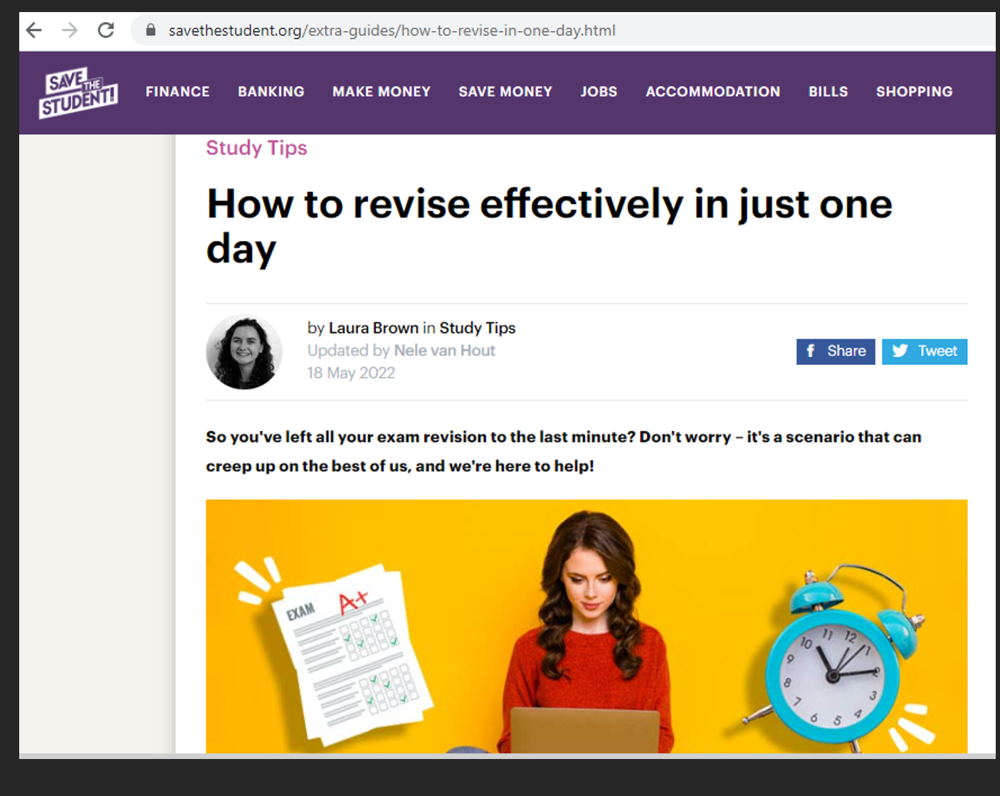 savethestudent.org/extra-guides/how-to-revise-in-one-day.html
SAVE THE STUDENT!
FINANCE BANKING MAKE MONEY SAVE MONEY JOBS ACCOMMODATION BILLS SHOPPING
Study Tips
How to revise effectively in just one
day
by Laura Brown in Study Tips
Updated by Nele van Hout
18 May 2022
f Share Tweet
So you've left all your exam revision to the last minute? Don't worry – it's a scenario that can
creep up on the best of us, and we're here to help!
EXAM A+
11 12 1
10 2
9 3
8 4
7 6 5